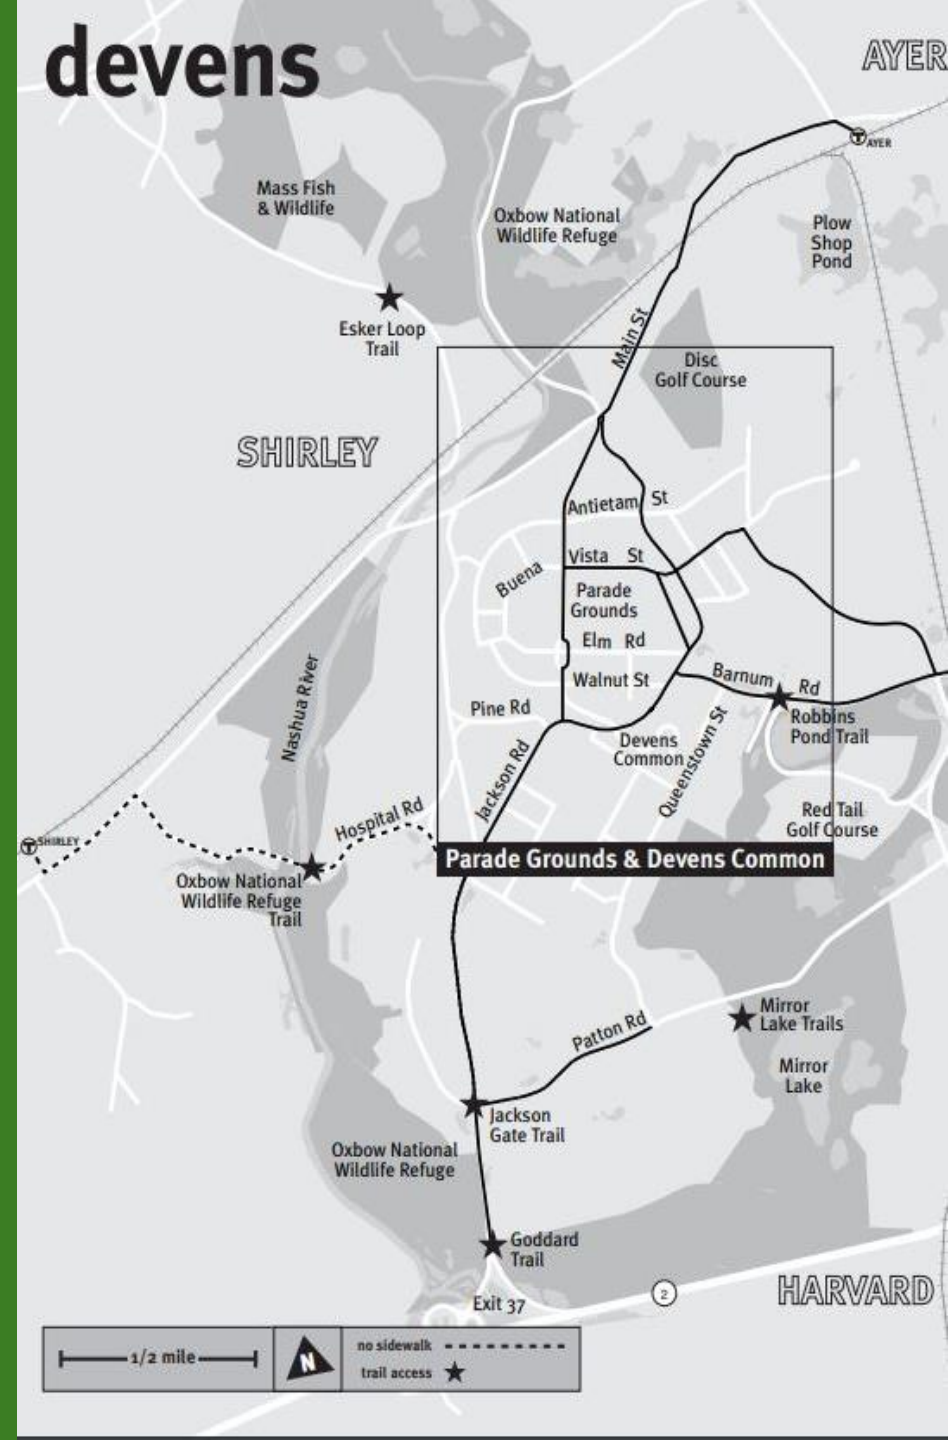 devens
AYER
AYER
Mass Fish
& Wildlife
Oxbow National
Wildlife Refuge
Plow
Shop
Pond
Esker Loop
Trail
Main St
Disc
Golf Course
SHIRLEY
Antietam St
Vista St
Buena
Parade
Grounds
Elm Rd
Nashua River
Walnut St
Barnum Rd
Pine Rd
Robbins
Pond Trail
Devens
Common
Queenstown St
Jackson Rd
Hospital Rd
Red Tail
Golf Course
SHIRLEY
Parade Grounds & Devens Common
Oxbow National
Wildlife Refuge
Trail
Mirror
Lake Trails
Patton Rd
Mirror
Lake
Jackson
Gate Trail
Oxbow National
Wildlife Refuge
Goddard
Trail
Exit 37
2
HARVARD
1/2 mile
N
no sidewalk
trail access
T
T